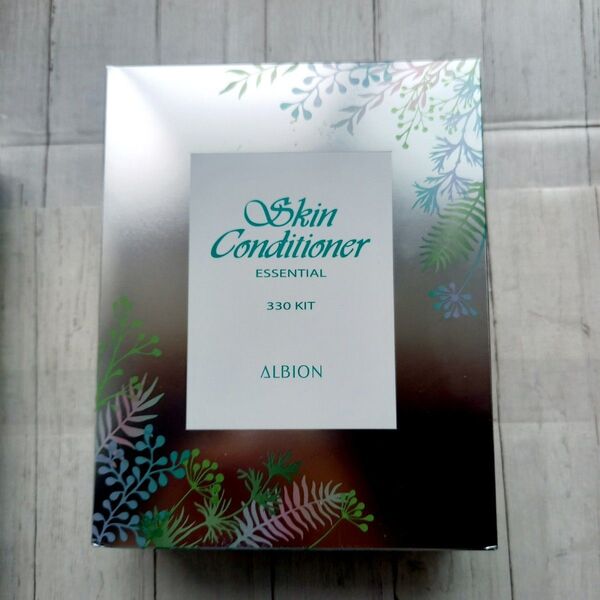 Skin
Conditioner
ESSENTIAL
330 KIT
ALBION